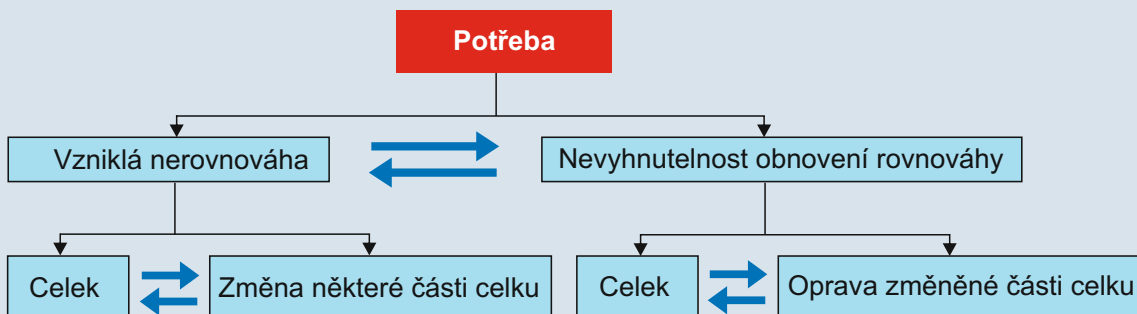 Potřeba
Vzniklá nerovnováha
Nevyhnutelnost obnovení rovnováhy
Celek
Změna některé části celku
Celek
Oprava změněné části celku